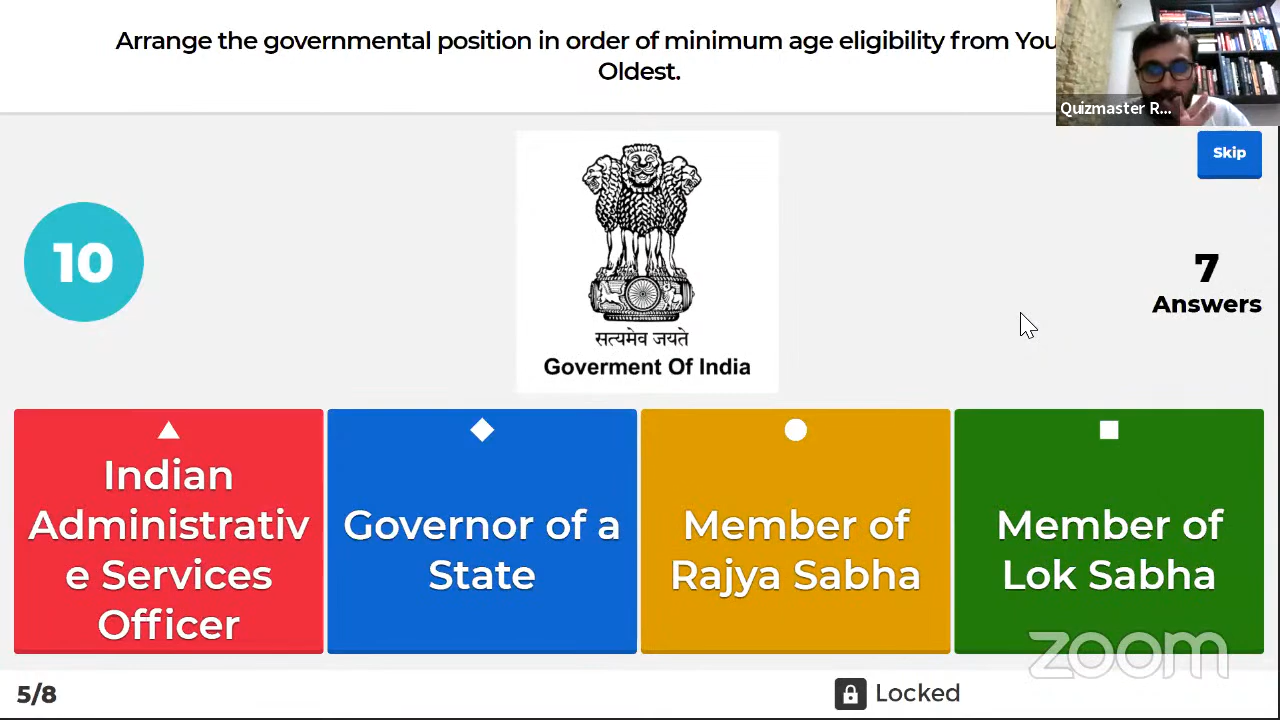 Arrange the governmental position in order of minimum age eligibility from You
Oldest.
Quizmaster R...
Skip
10
7
Answers
सत्यमेव जयते
Goverment Of India
Indian
Administrativ
e Services
Officer
Governor of a
State
Member of
Rajya Sabha
Member of
Lok Sabha
zoom
5/8
Locked